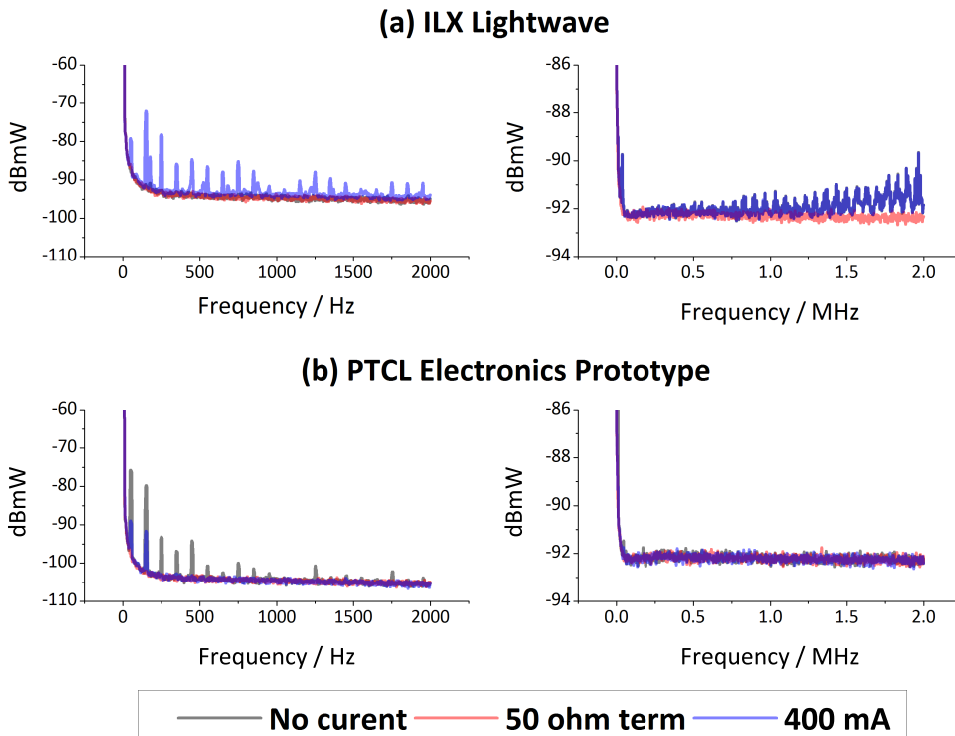 (a) ILX Lightwave
-60
-70
-80
-90
-100
-110
dBmW
0 500 1000 1500 2000
Frequency / Hz
-86
-88
-90
-92
-94
dBmW
0.0 0.5 1.0 1.5 2.0
Frequency / MHz
(b) PTCL Electronics Prototype
-60
-70
-80
-90
-100
-110
dBmW
0 500 1000 1500 2000
Frequency / Hz
-86
-88
-90
-92
-94
dBmW
0.0 0.5 1.0 1.5 2.0
Frequency / MHz
No curent 50 ohm term 400 mA